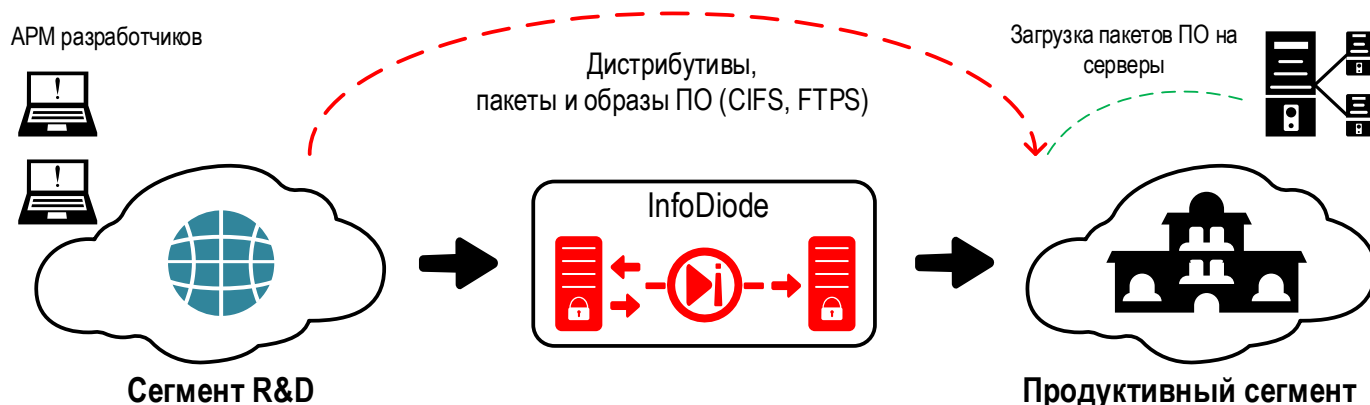 АРМ разработчиков
Дистрибутивы,
пакеты и образы ПО (CIFS, FTPS)
Загрузка пакетов ПО на
серверы
InfoDiode
Сегмент R&D
Продуктивный сегмент